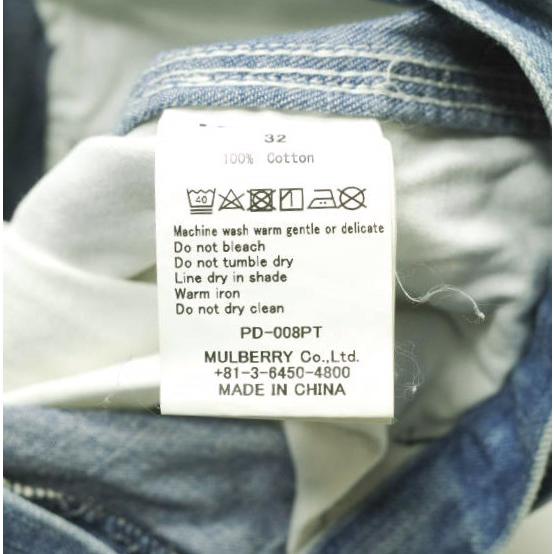 32
100% Cotton
40
Machine wash warm gentle or delicate
Do not bleach
Do not tumble dry
Line dry in shade
Warm iron
Do not dry clean
PD-008PT
MULBERRY Co.,Ltd.
+81-3-6450-4800
MADE IN CHINA